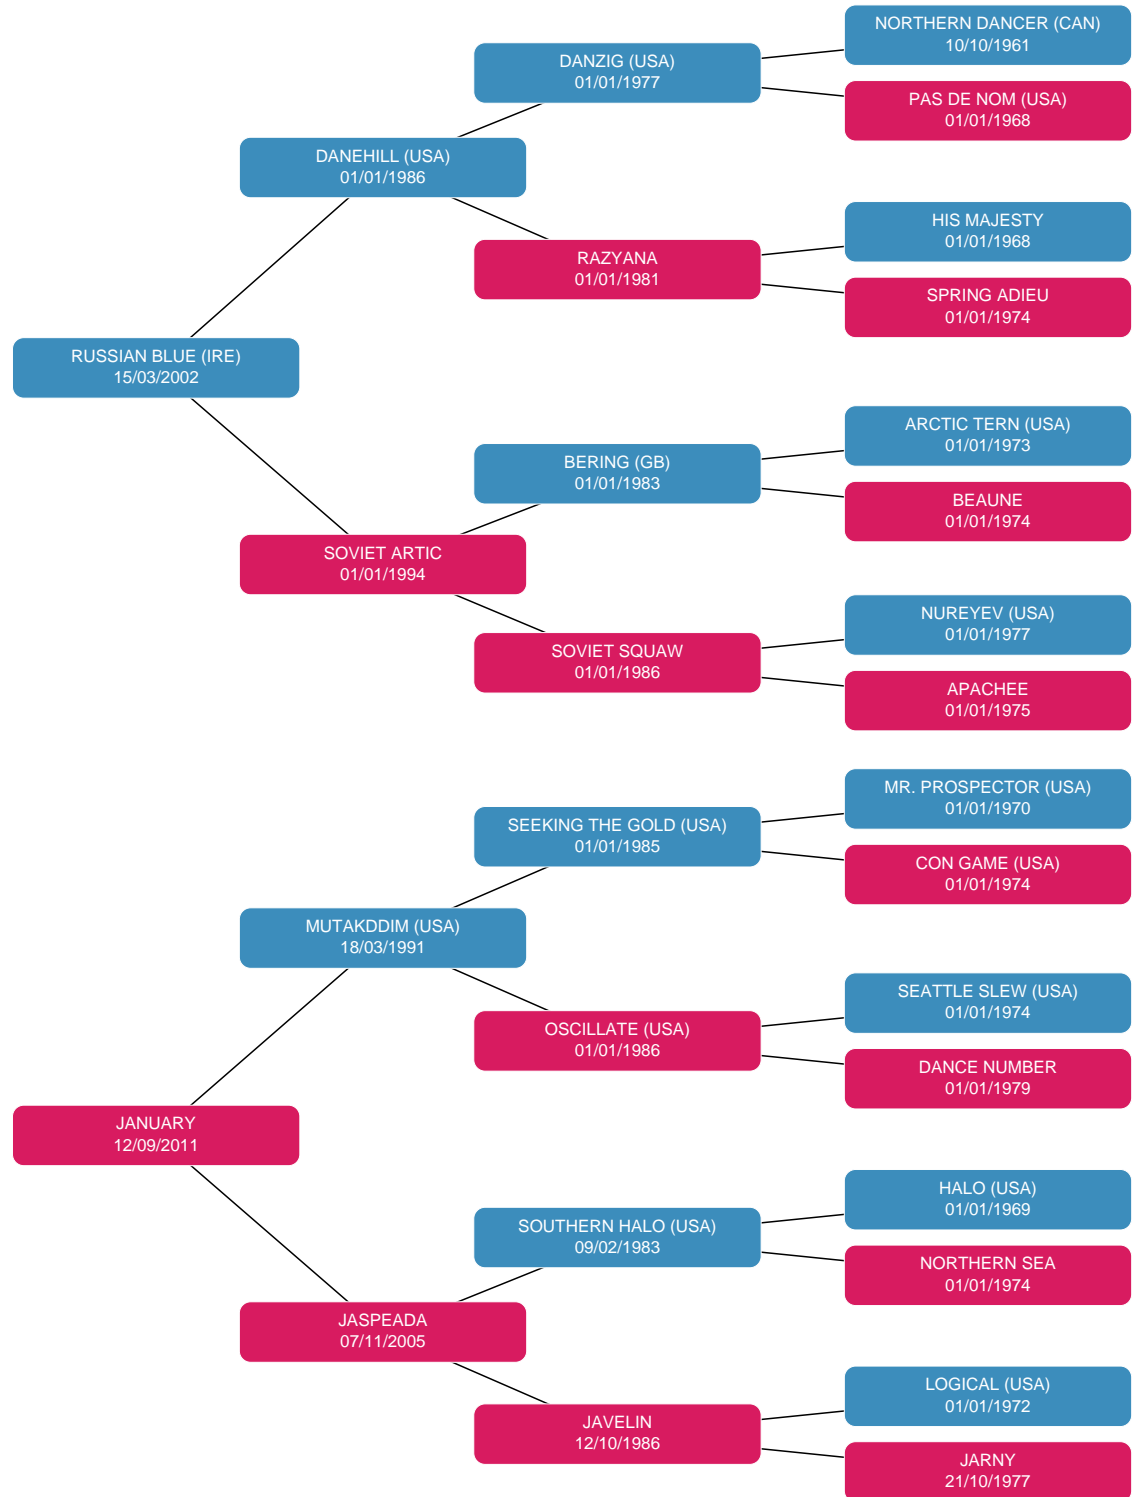 NORTHERN DANCER (CAN)
10/10/1961
DANZIG (USA)
01/01/1977
PAS DE NOM (USA)
01/01/1968
DANEHILL (USA)
01/01/1986
HIS MAJESTY
01/01/1968
RAZYANA
01/01/1981
SPRING ADIEU
01/01/1974
RUSSIAN BLUE (IRE)
15/03/2002
ARCTIC TERN (USA)
01/01/1973
BERING (GB)
01/01/1983
BEAUNE
01/01/1974
SOVIET ARTIC
01/01/1994
NUREYEV (USA)
01/01/1977
SOVIET SQUAW
01/01/1986
APACHEE
01/01/1975
MR. PROSPECTOR (USA)
01/01/1970
SEEKING THE GOLD (USA)
01/01/1985
CON GAME (USA)
01/01/1974
MUTAKDDIM (USA)
18/03/1991
SEATTLE SLEW (USA)
01/01/1974
OSCILLATE (USA)
01/01/1986
DANCE NUMBER
01/01/1979
JANUARY
12/09/2011
HALO (USA)
01/01/1969
SOUTHERN HALO (USA)
09/02/1983
NORTHERN SEA
01/01/1974
JASPEADA
07/11/2005
LOGICAL (USA)
01/01/1972
JAVELIN
12/10/1986
JARNY
21/10/1977